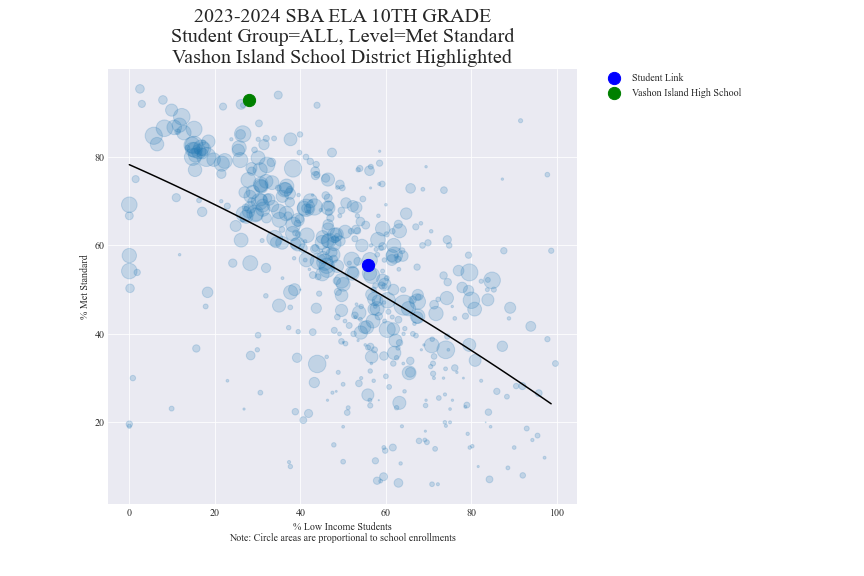 2023-2024 SBA ELA 10TH GRADE
Student Group=ALL, Level=Met Standard
Vashon Island School District Highlighted
Student Link
Vashon Island High School
% Met Standard
80
60
40
20
0 20 40 60 80 100
% Low Income Students
Note: Circle areas are proportional to school enrollments